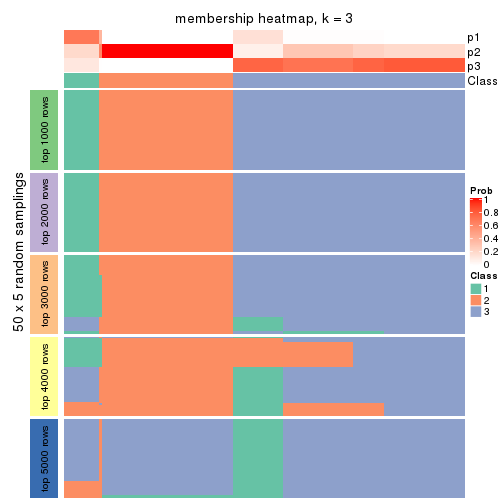 membership heatmap, k = 3
p1
p2
p3
Class
50 x 5 random samplings
top 1000 rows
top 2000 rows
top 3000 rows
top 4000 rows
top 5000 rows
Prob
1
0.8
0.6
0.4
0.2
0
Class
1
2
3